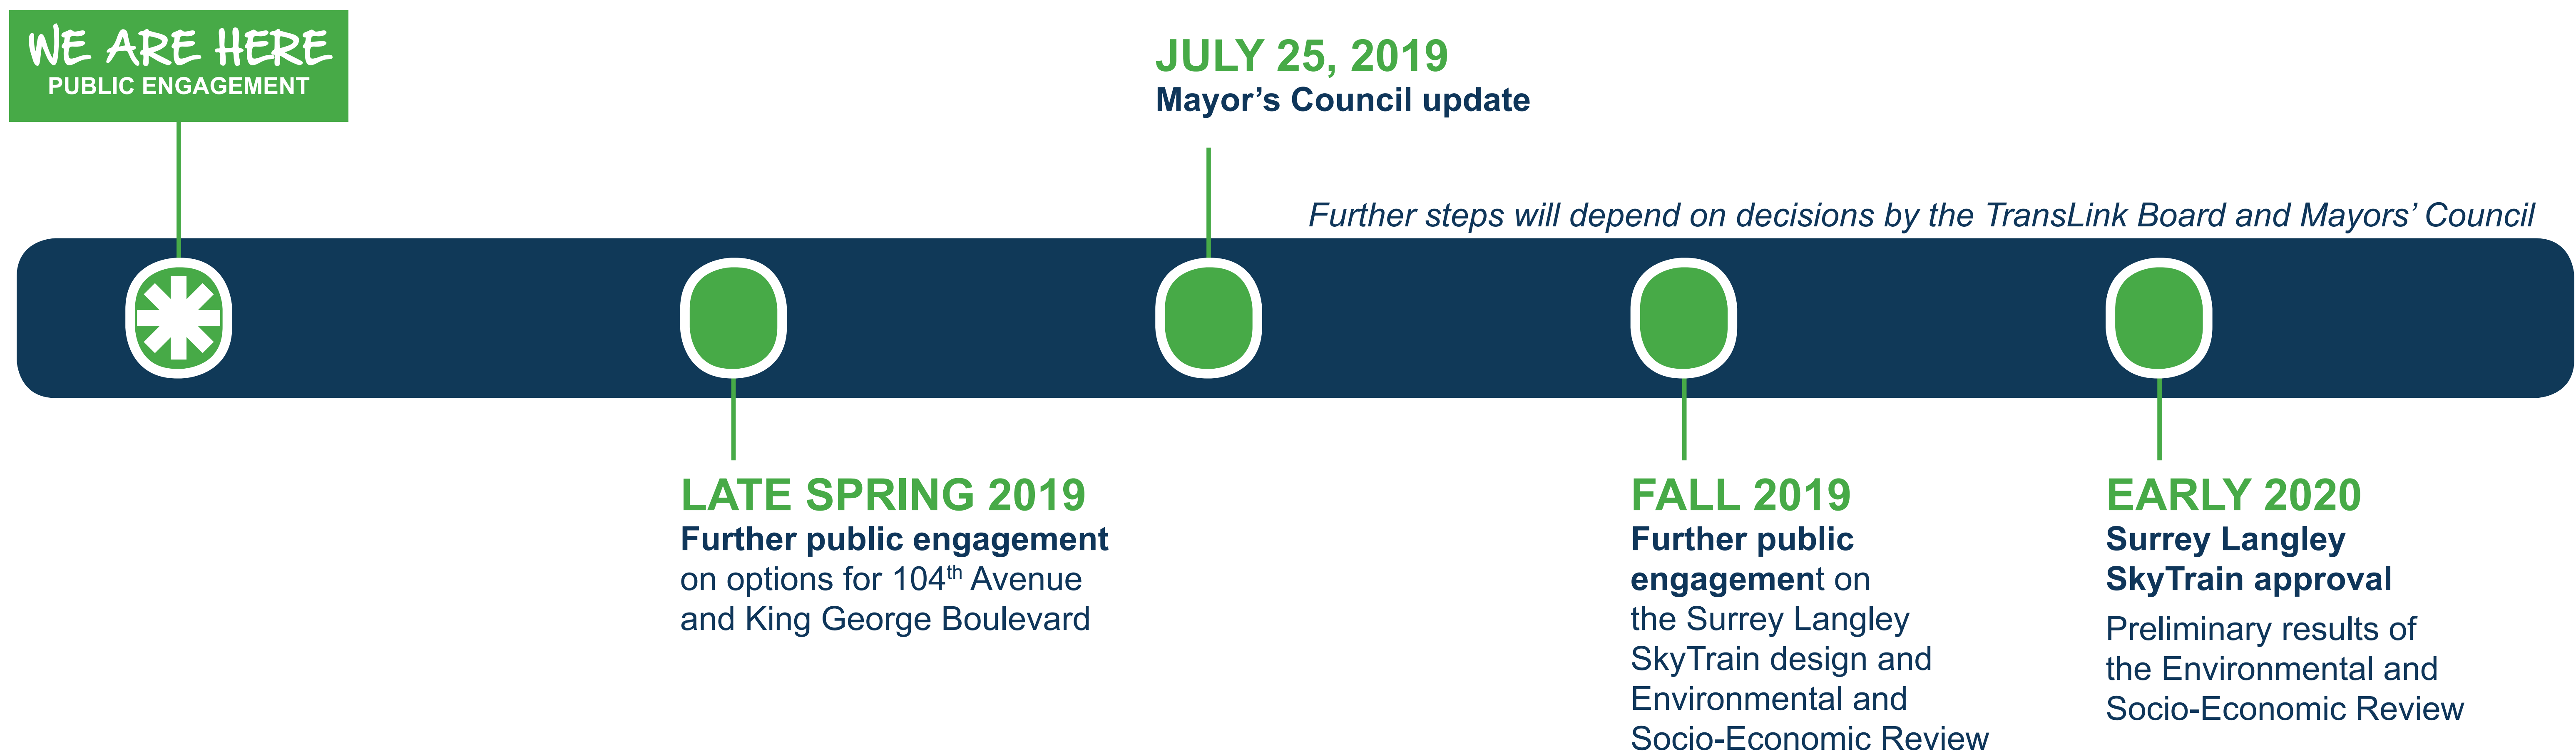 WE ARE HERE
PUBLIC ENGAGEMENT
JULY 25, 2019
Mayor’s Council update
Further steps will depend on decisions by the TransLink Board and Mayors’ Council
LATE SPRING 2019
Further public engagement
on options for 104th Avenue
and King George Boulevard
FALL 2019
Further public
engagement on
the Surrey Langley
SkyTrain design and
Environmental and
Socio-Economic Review
EARLY 2020
Surrey Langley
SkyTrain approval
Preliminary results of
the Environmental and
Socio-Economic Review